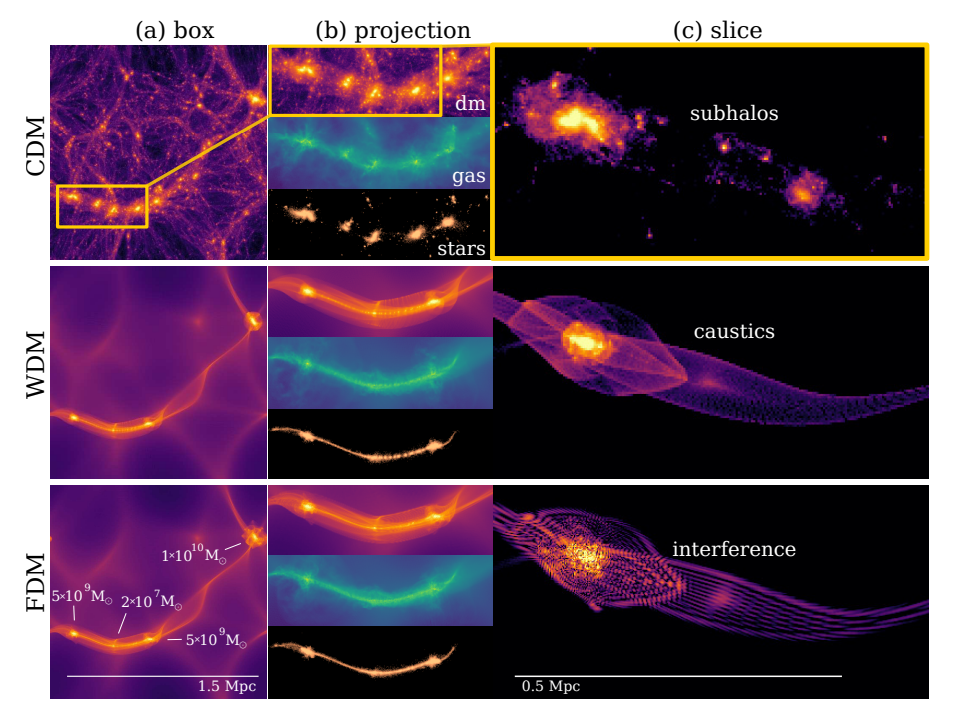 (a) box
(b) projection
(c) slice
CDM
dm
gas
stars
subhalos
WDM
caustics
FDM
1×10¹⁰M☉
5×10⁹M☉
2×10⁷M☉
5×10⁹M☉
1.5 Mpc
interference
0.5 Mpc